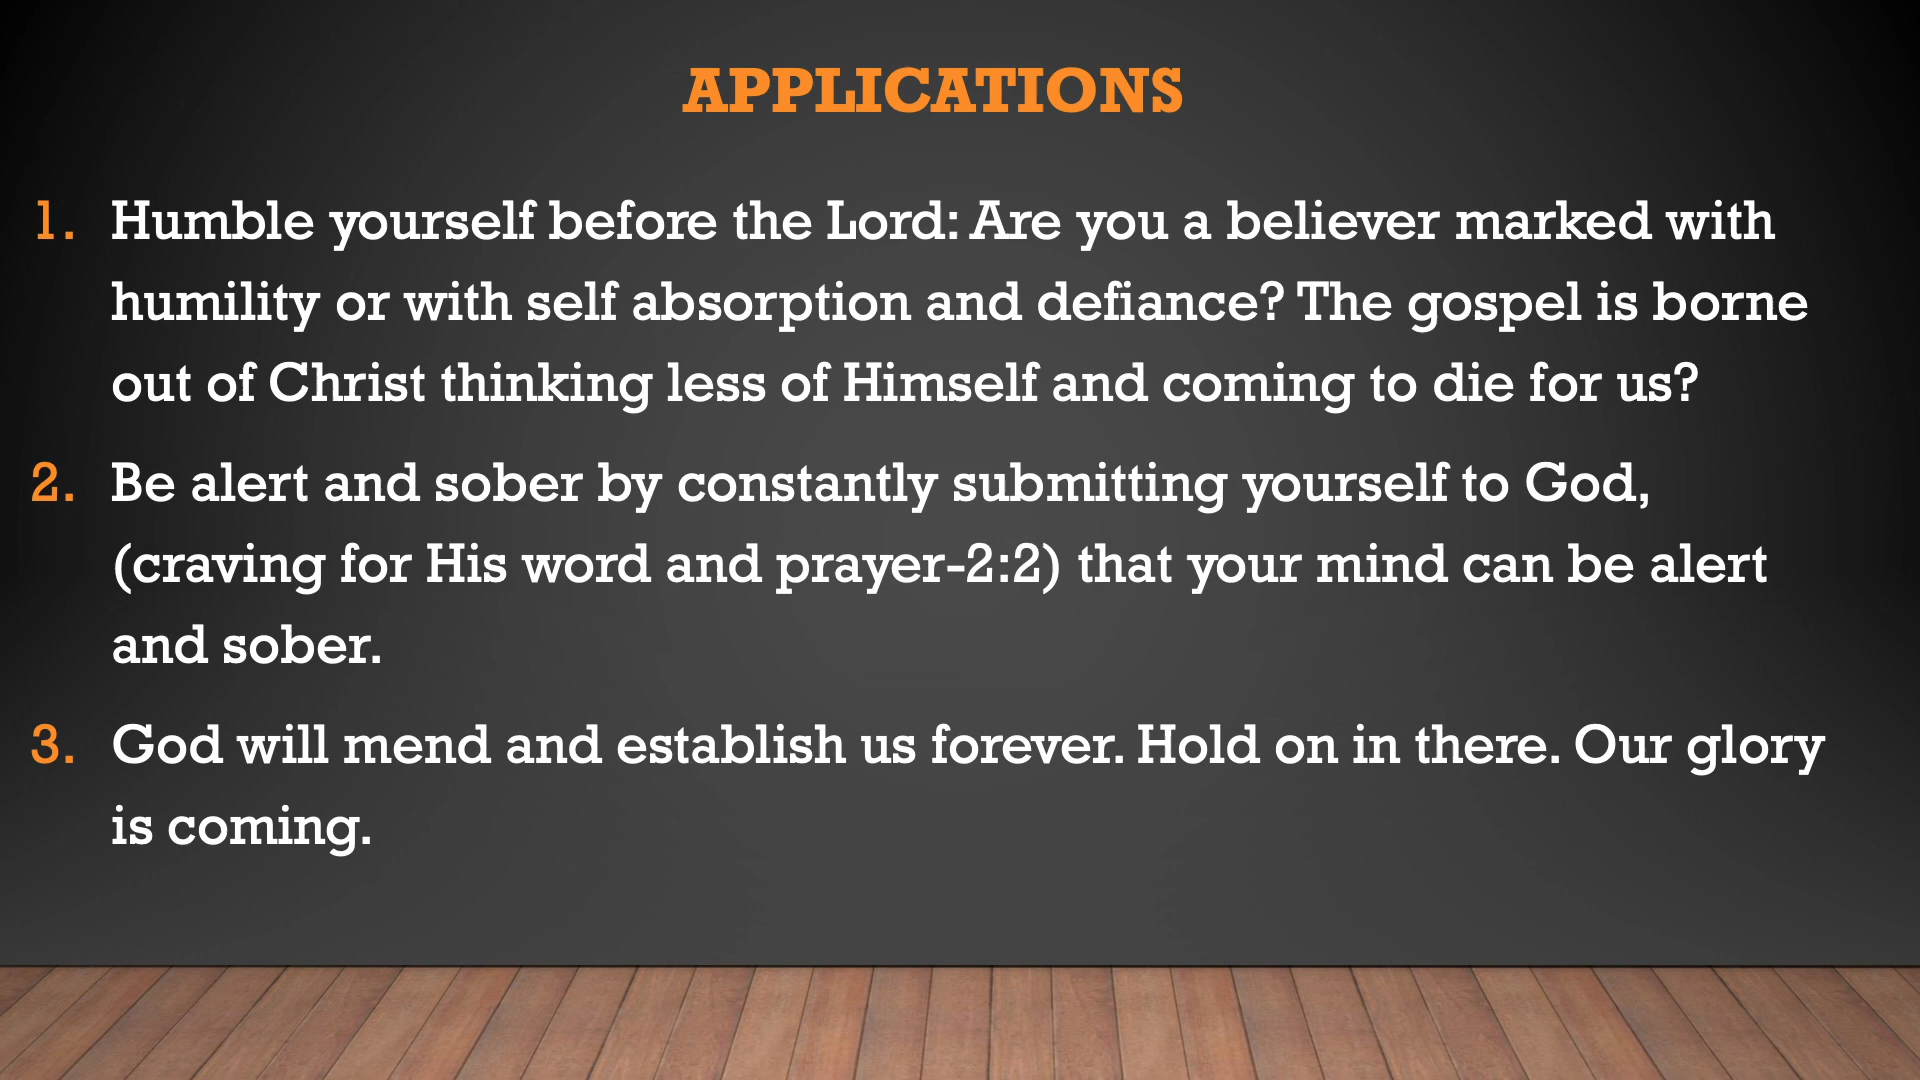 APPLICATIONS
1. Humble yourself before the Lord: Are you a believer marked with
humility or with self absorption and defiance? The gospel is borne
out of Christ thinking less of Himself and coming to die for us?
2. Be alert and sober by constantly submitting yourself to God,
(craving for His word and prayer-2:2) that your mind can be alert
and sober.
3. God will mend and establish us forever. Hold on in there. Our glory
is coming.